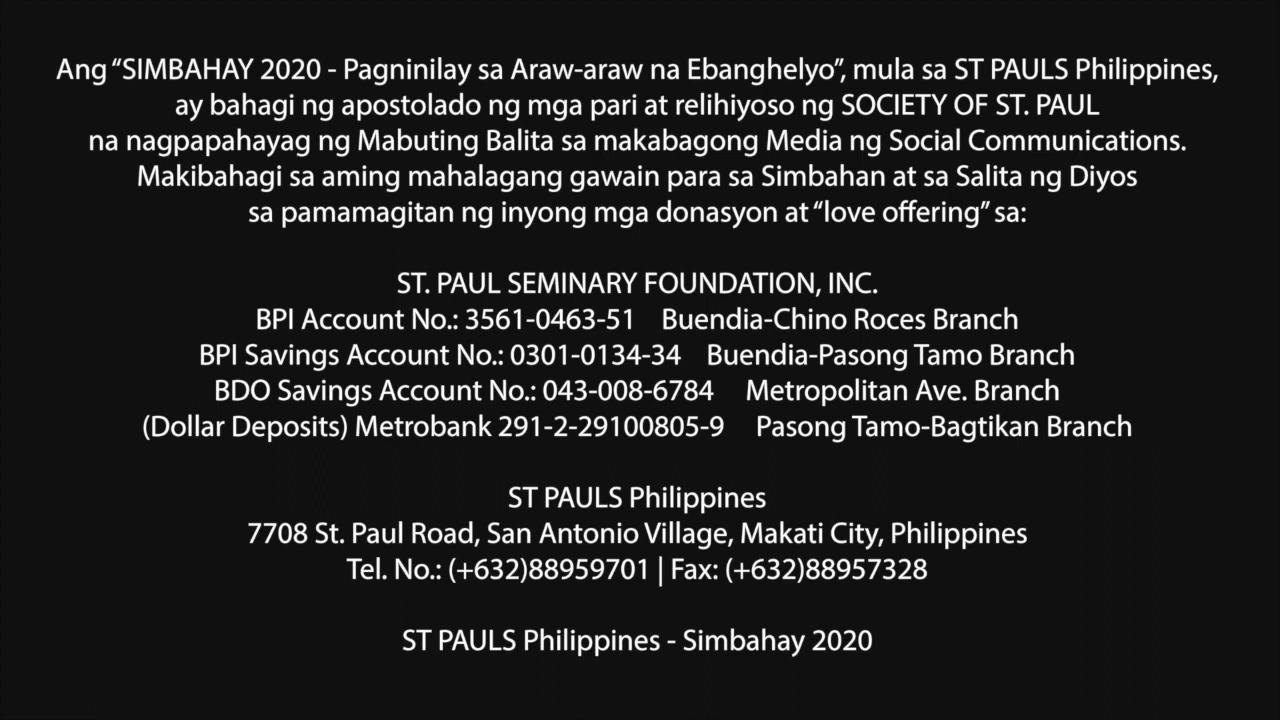 Ang “SIMBAHAY 2020 - Pagninilay sa Araw-araw na Ebanghelyo”, mula sa ST PAULS Philippines,
ay bahagi ng apostolado ng mga pari at relihiyoso ng SOCIETY OF ST. PAUL
na nagpapahayag ng Mabuting Balita sa makabagong Media ng Social Communications.
Makibahagi sa aming mahalagang gawain para sa Simbahan at sa Salita ng Diyos
sa pamamagitan ng inyong mga donasyon at “love offering” sa:
ST. PAUL SEMINARY FOUNDATION, INC.
BPI Account No.: 3561-0463-51 Buendia-Chino Roces Branch
BPI Savings Account No.: 0301-0134-34 Buendia-Pasong Tamo Branch
BDO Savings Account No.: 043-008-6784 Metropolitan Ave. Branch
(Dollar Deposits) Metrobank 291-2-29100805-9 Pasong Tamo-Bagtikan Branch
ST PAULS Philippines
7708 St. Paul Road, San Antonio Village, Makati City, Philippines
Tel. No.: (+632)88959701 | Fax: (+632)88957328
ST PAULS Philippines - Simbahay 2020